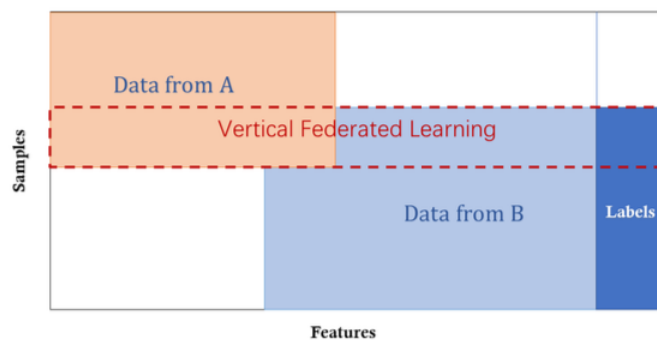 Data from A
Vertical Federated Learning
Samples
Data from B
Labels
Features